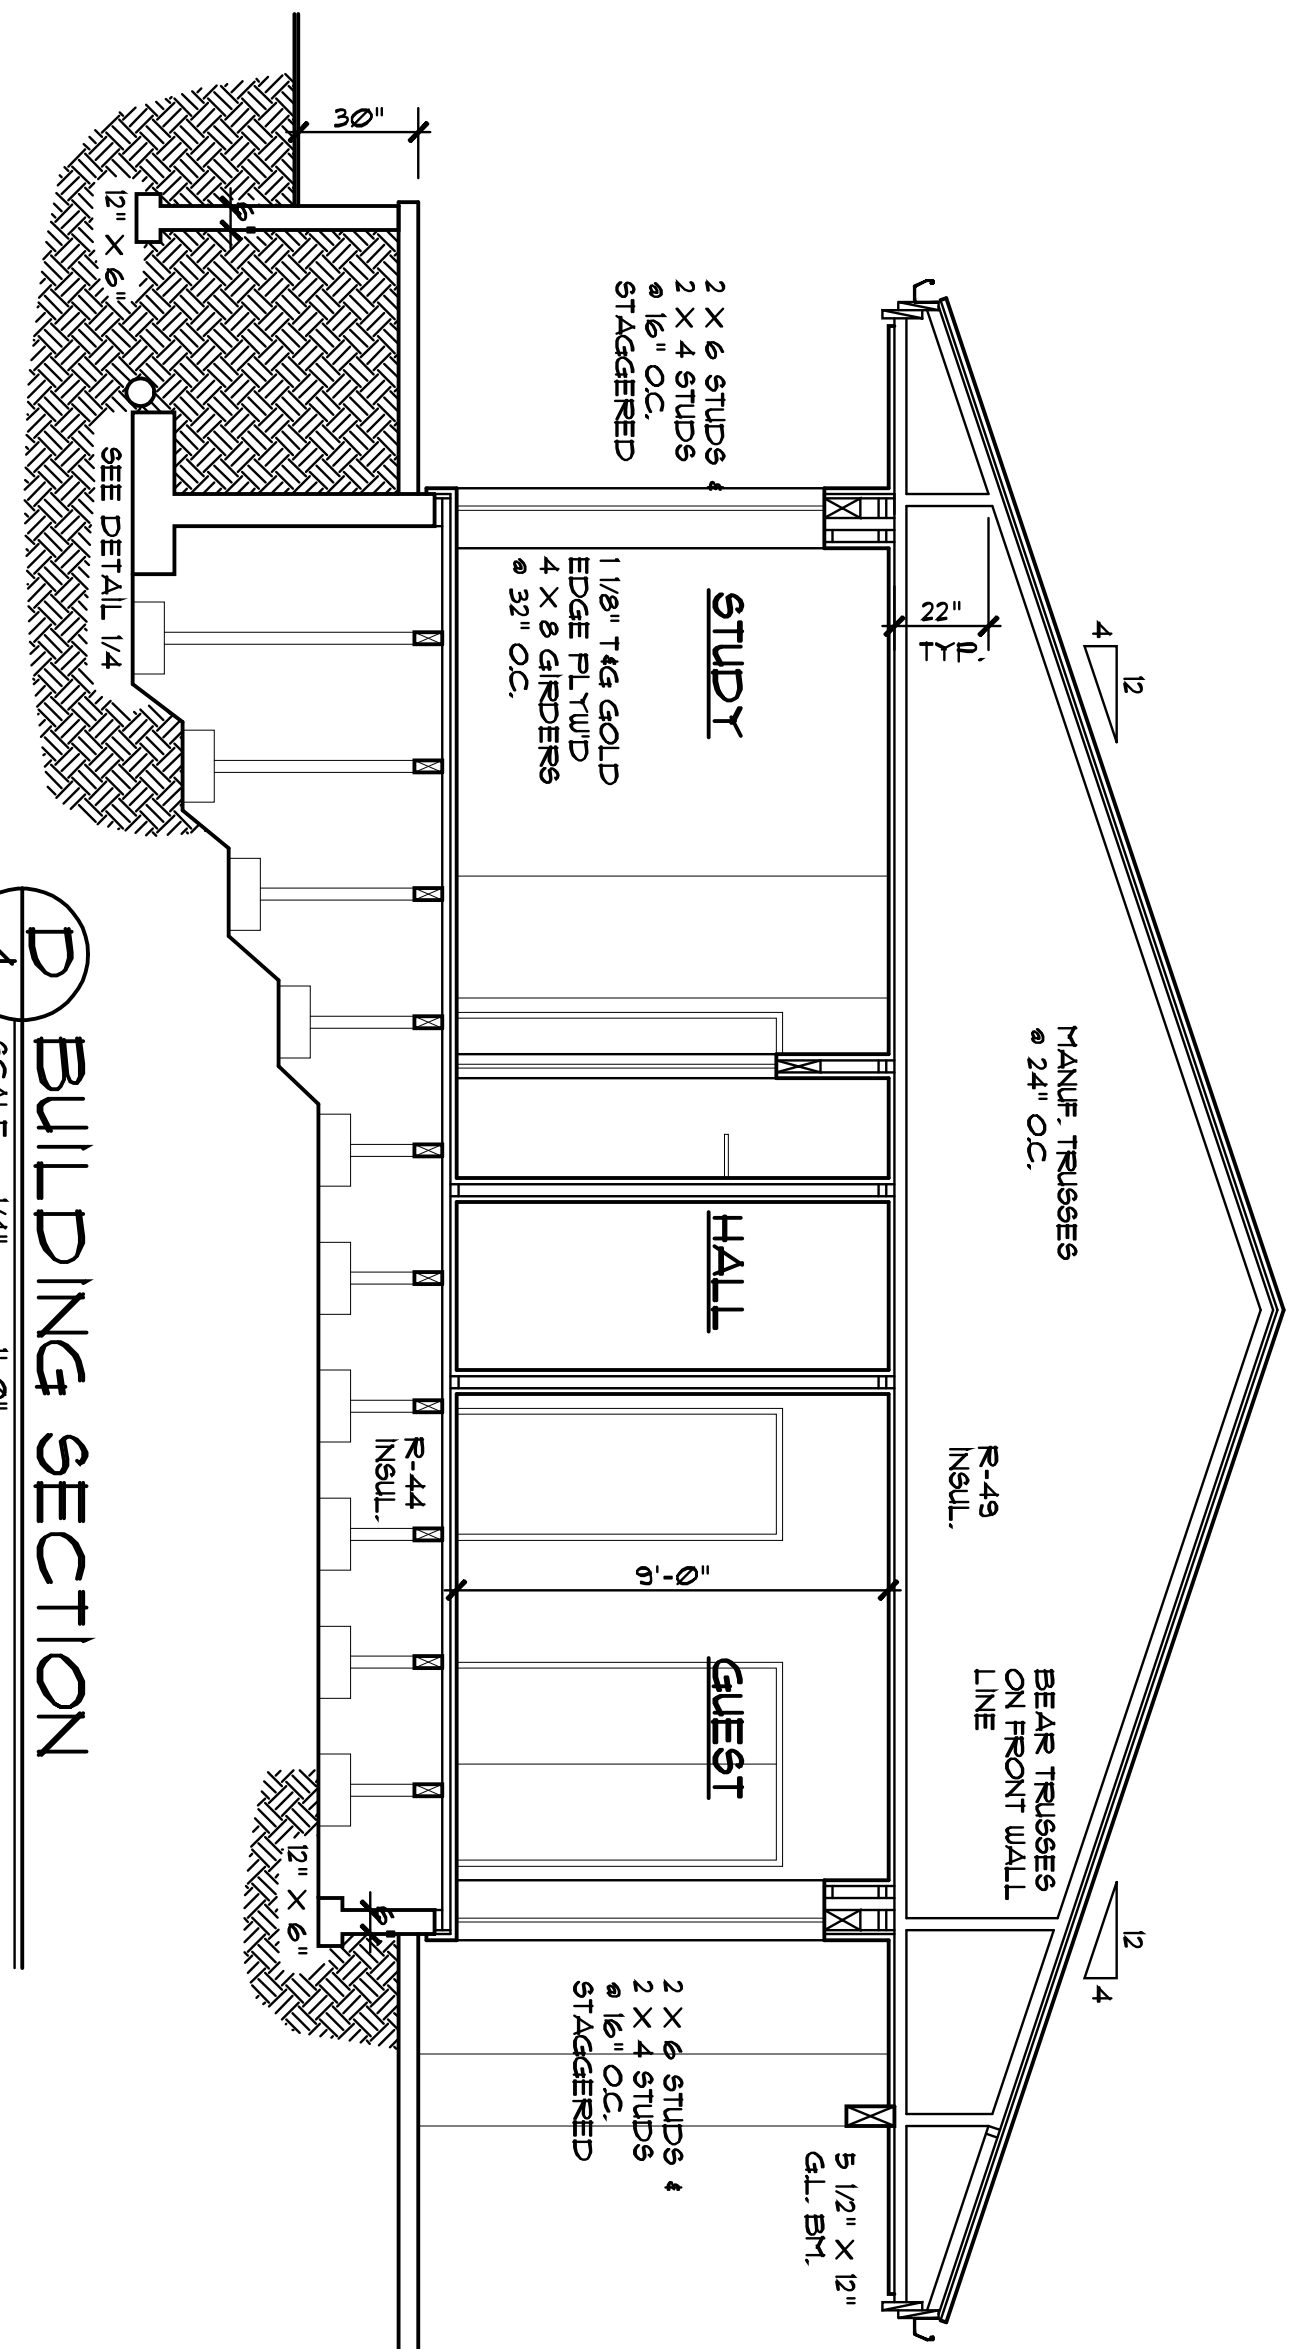 4
12
12
4
MANUF. TRUSSES
@ 24" O.C.
22"
TYP.
R-49
INSUL.
BEAR TRUSSES
ON FRONT WALL
LINE
5 1/2" X 12"
G.L. BM.
2 X 6 STUDS &
2 X 4 STUDS
@ 16" O.C.
STAGGERED
STUDY
HALL
GUEST
9'-0"
1 1/8" T&G GOLD
EDGE PLYW'D
4 X 8 GIRDERS
@ 32" O.C.
2 X 6 STUDS &
2 X 4 STUDS
@ 16" O.C.
STAGGERED
30"
R-44
INSUL.
6"
12" X 6"
SEE DETAIL 1/4
6"
12" X 6"
D
BUILDING SECTION